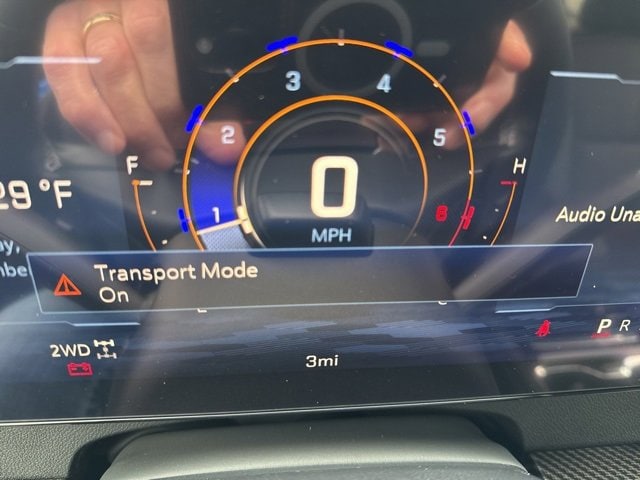 3
4
2
5
1
6
F
H
29 °F
0
MPH
Audio Una
Transport Mode
On
2WD
3mi
P R